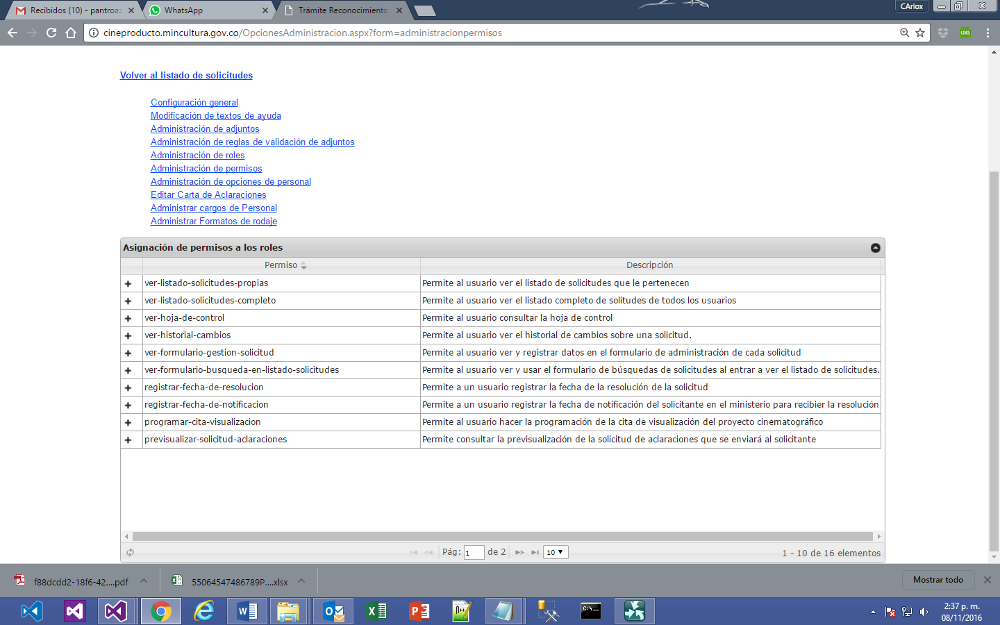 Recibidos (10) - pantroaz
WhatsApp
Trámite Reconocimiento
CArlox
cineproducto.mincultura.gov.co/OpcionesAdministracion.aspx?form=administracionpermisos
CORS
Volver al listado de solicitudes
Configuración general
Modificación de textos de ayuda
Administración de adjuntos
Administración de reglas de validación de adjuntos
Administración de roles
Administración de permisos
Administración de opciones de personal
Editar Carta de Aclaraciones
Administrar cargos de Personal
Administrar Formatos de rodaje
Asignación de permisos a los roles
Permiso Descripción
ver-listado-solicitudes-propias Permite al usuario ver el listado de solicitudes que le pertenecen
ver-listado-solicitudes-completo Permite al usuario ver el listado completo de solitudes de todos los usuarios
ver-hoja-de-control Permite al usuario consultar la hoja de control
ver-historial-cambios Permite al usuario ver el historial de cambios sobre una solicitud.
ver-formulario-gestion-solicitud Permite al usuario ver y registrar datos en el formulario de administración de cada solicitud
ver-formulario-busqueda-en-listado-solicitudes Permite al usuario ver y usar el formulario de búsquedas de solicitudes al entrar a ver el listado de solicitudes.
registrar-fecha-de-resolucion Permite a un usuario registrar la fecha de la resolución de la solicitud
registrar-fecha-de-notificacion Permite a un usuario registrar la fecha de notificación del solicitante en el ministerio para recibier la resolución
programar-cita-visualizacion Permite al usuario hacer la programación de la cita de visualización del proyecto cinematográfico
previsualizar-solicitud-aclaraciones Permite consultar la previsualización de la solicitud de aclaraciones que se enviará al solicitante
Pág: 1 de 2 10 1 - 10 de 16 elementos
f88dcdd2-18f6-42....pdf
55064547486789P....xlsx
Mostrar todo
2:37 p. m.
08/11/2016